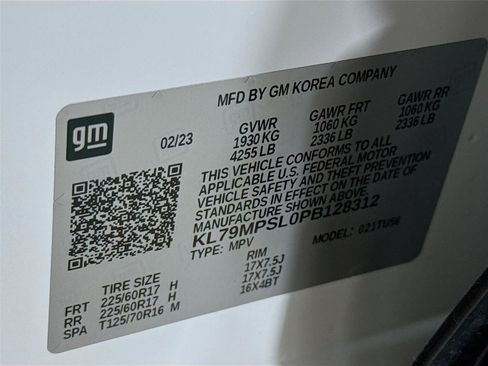 MFD BY GM KOREA COMPANY
gm
02/23
GVWR GAWR FRT GAWR RR
1930 KG 1060 KG 1060 KG
4255 LB 2336 LB 2336 LB
THIS VEHICLE CONFORMS TO ALL
APPLICABLE U.S. FEDERAL MOTOR
VEHICLE SAFETY AND THEFT PREVENTION
STANDARDS IN EFFECT ON THE DATE OF
MANUFACTURE SHOWN ABOVE.
KL79MPSL0PB128312
TYPE: MPV MODEL: 021TU56
TIRE SIZE RIM
FRT 225/60R17 H 17X7.5J
RR 225/60R17 H 17X7.5J
SPA T125/70R16 M 16X4BT